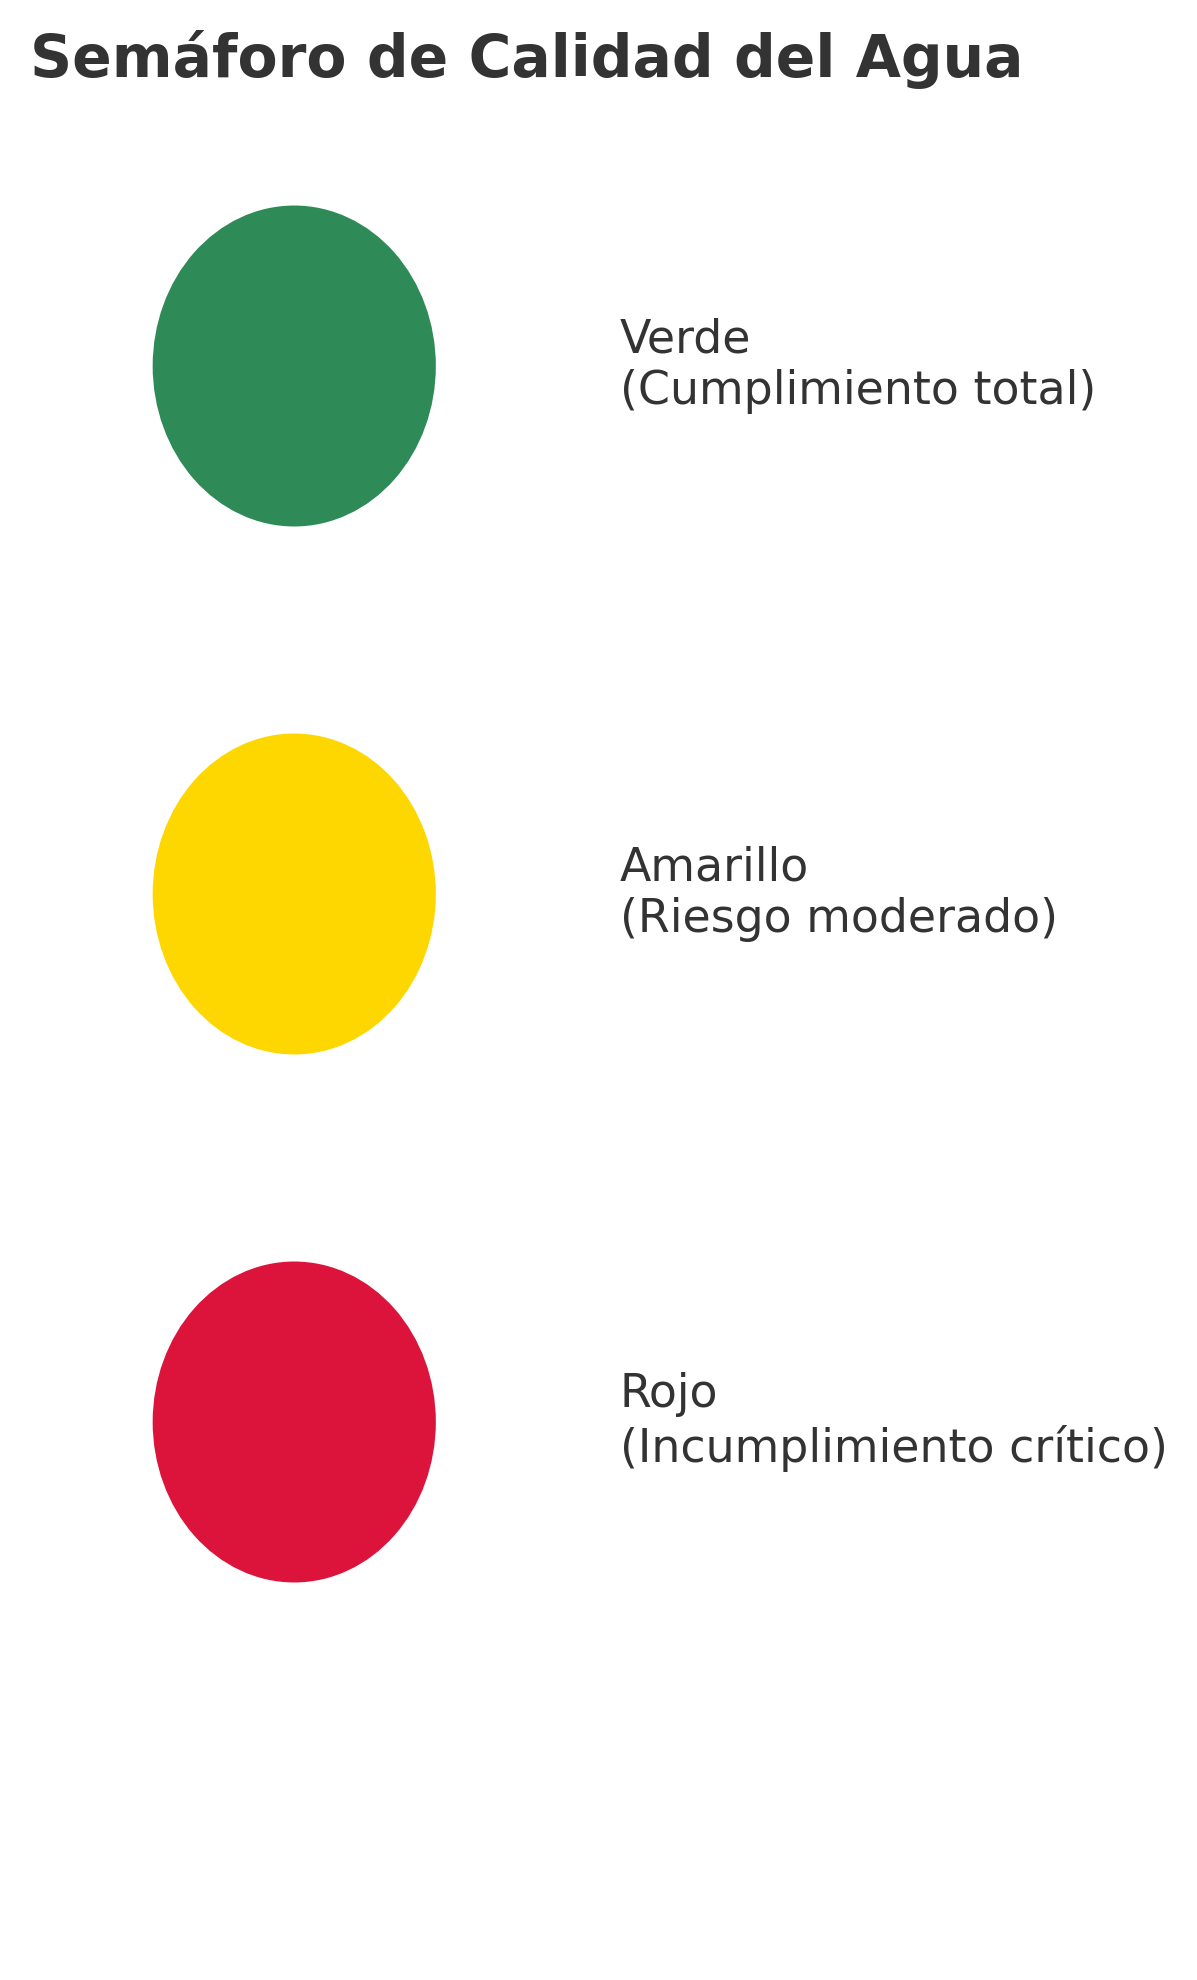 Semáforo de Calidad del Agua
Verde
(Cumplimiento total)
Amarillo
(Riesgo moderado)
Rojo
(Incumplimiento crítico)